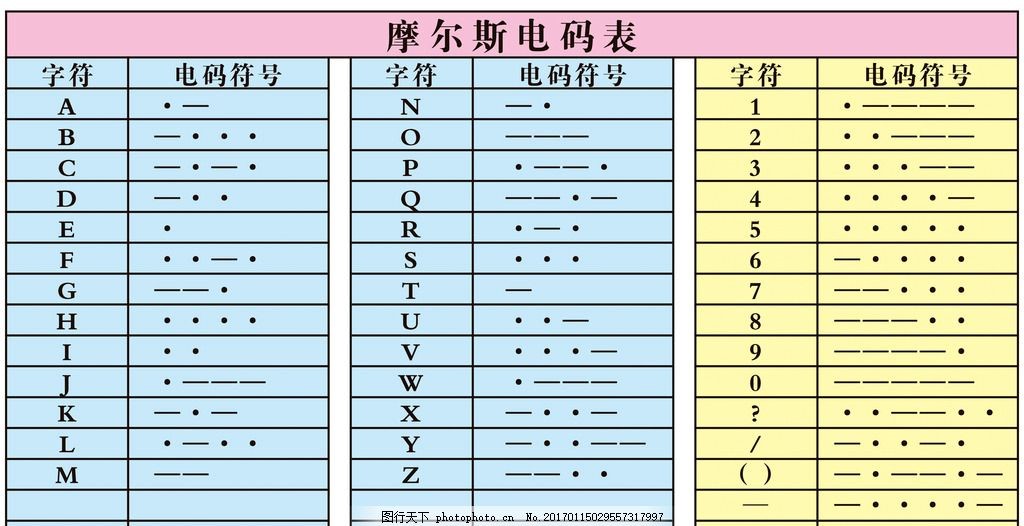 摩尔斯电码表
字符 电码符号 字符 电码符号 字符 电码符号
A ·— N —· 1 ·————
B —··· O ——— 2 ··———
C —·—· P ·——· 3 ···——
D —·· Q ——·— 4 ····—
E · R ·—· 5 ·····
F ··—· S ··· 6 —····
G ——· T — 7 ——···
H ···· U ··— 8 ———··
I ·· V ···— 9 ————·
J ·——— W ·——— 0 —————
K —·— X —··— ? ··——··
L ·—·· Y —··—— / —··—·
M —— Z ——·· ( ) —·——·—
— —····—
图行天下 photophoto.cn No.20170115029557317997